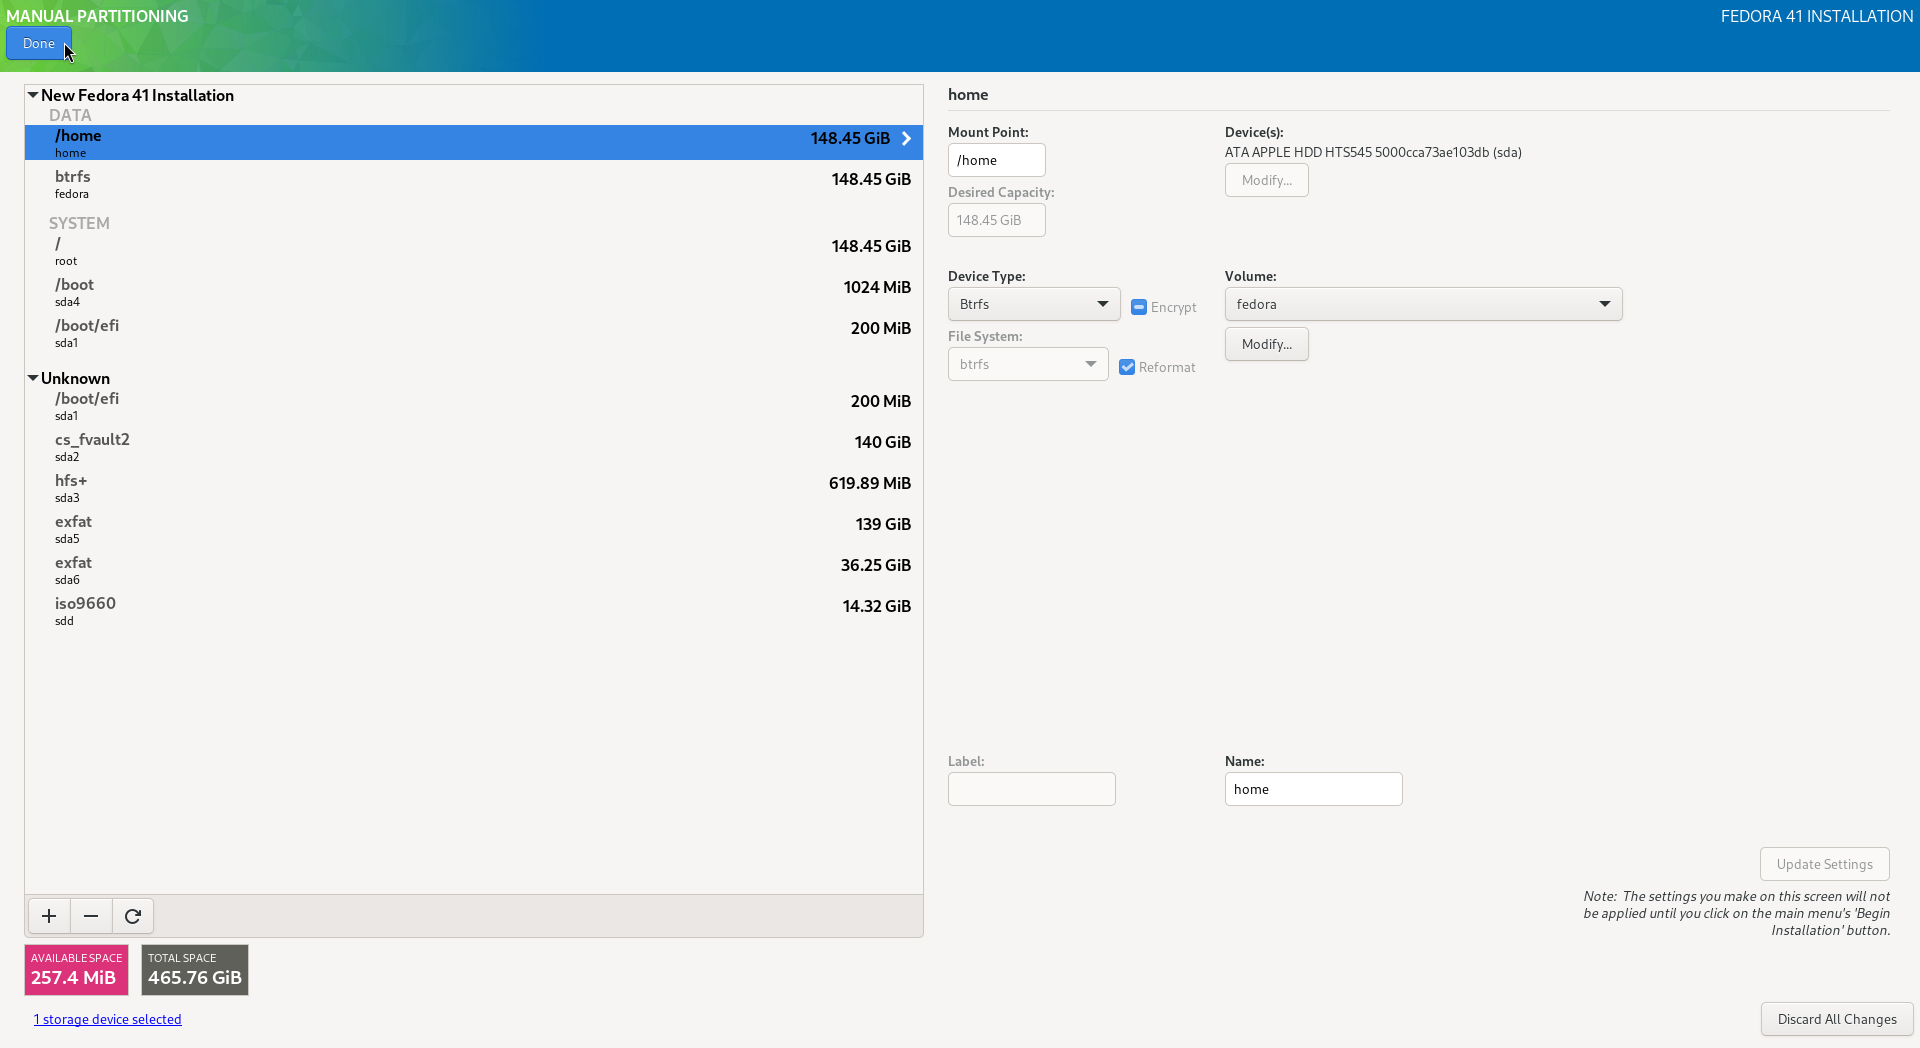 MANUAL PARTITIONING
FEDORA 41 INSTALLATION
Done
New Fedora 41 Installation
DATA
/home
148.45 GiB
home
btrfs
148.45 GiB
fedora
SYSTEM
/
148.45 GiB
root
/boot
1024 MiB
sda4
/boot/efi
200 MiB
sda1
Unknown
/boot/efi
200 MiB
sda1
cs_fvault2
140 GiB
sda2
hfs+
619.89 MiB
sda3
exfat
139 GiB
sda5
exfat
36.25 GiB
sda6
iso9660
14.32 GiB
sdd
AVAILABLE SPACE
257.4 MiB
TOTAL SPACE
465.76 GiB
1 storage device selected
home
Mount Point:
/home
Device(s):
ATA APPLE HDD HTS545 5000cca73ae103db (sda)
Modify...
Desired Capacity:
148.45 GiB
Device Type:
Btrfs
Encrypt
Volume:
fedora
File System:
btrfs
Reformat
Modify...
Label:
Name:
home
Update Settings
Note: The settings you make on this screen will not
be applied until you click on the main menu's 'Begin
Installation' button.
Discard All Changes